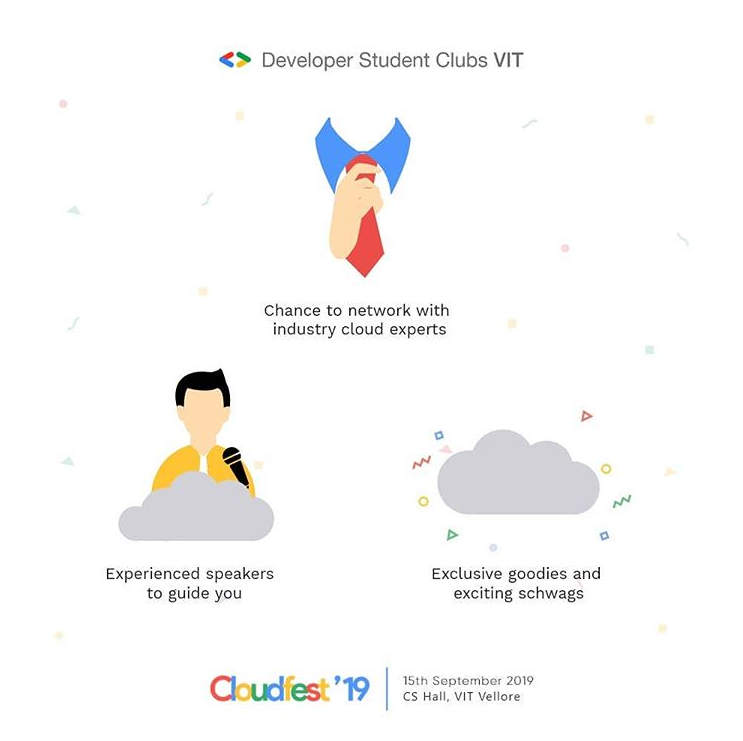 Developer Student Clubs VIT
Chance to network with
industry cloud experts
Experienced speakers
to guide you
Exclusive goodies and
exciting schwags
Cloudfest '19
15th September 2019
CS Hall, VIT Vellore